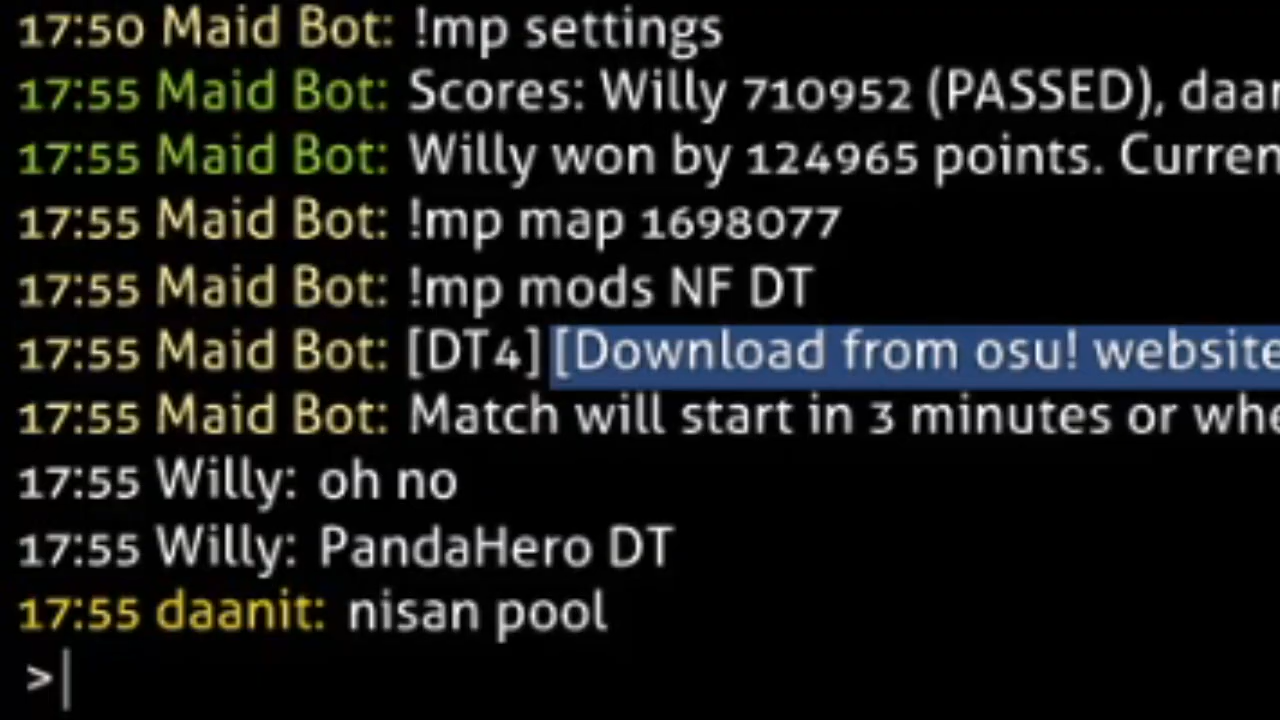 17:50 Maid Bot: !mp settings
17:55 Maid Bot: Scores: Willy 710952 (PASSED), daan
17:55 Maid Bot: Willy won by 124965 points. Curren
17:55 Maid Bot: !mp map 1698077
17:55 Maid Bot: !mp mods NF DT
17:55 Maid Bot: [DT4] [Download from osu! website
17:55 Maid Bot: Match will start in 3 minutes or whe
17:55 Willy: oh no
17:55 Willy: PandaHero DT
17:55 daanit: nisan pool
>